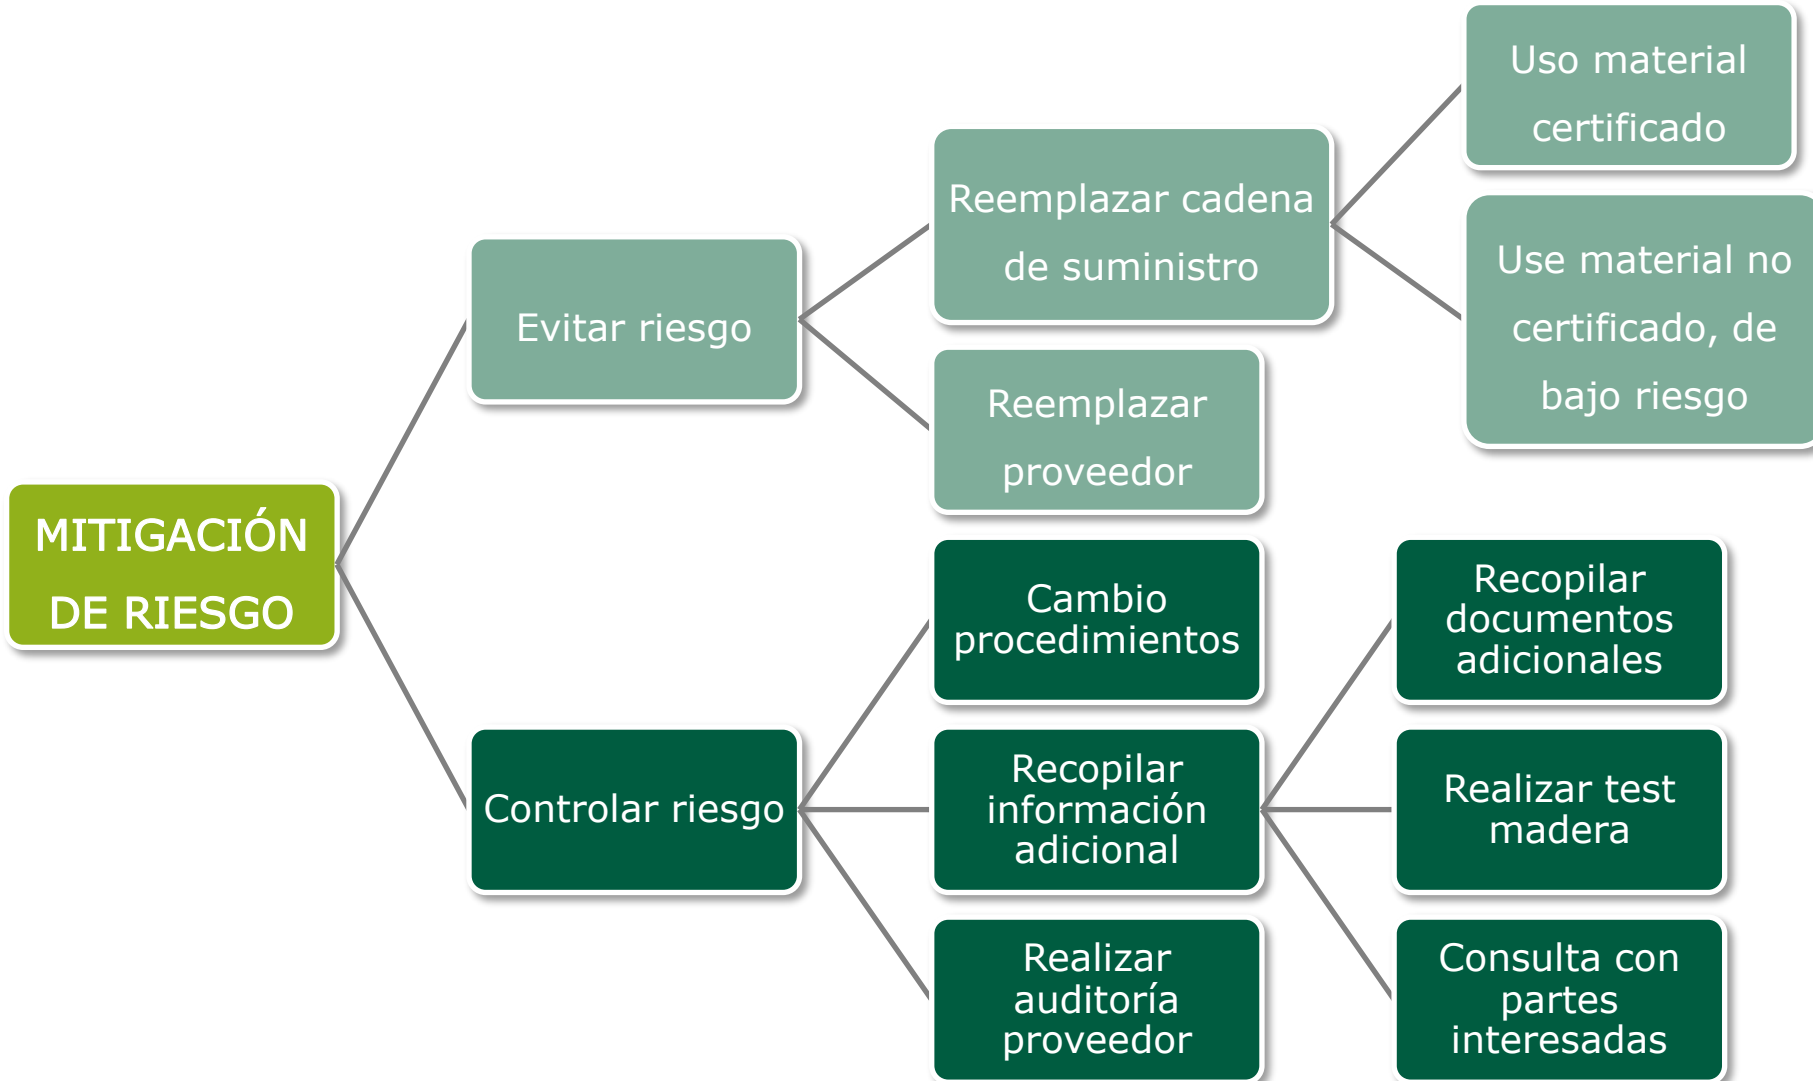 MITIGACIÓN
DE RIESGO
Evitar riesgo
Reemplazar cadena
de suministro
Uso material
certificado
Use material no
certificado, de
bajo riesgo
Reemplazar
proveedor
Controlar riesgo
Cambio
procedimientos
Recopilar
información
adicional
Recopilar
documentos
adicionales
Realizar test
madera
Consulta con
partes
interesadas
Realizar
auditoría
proveedor